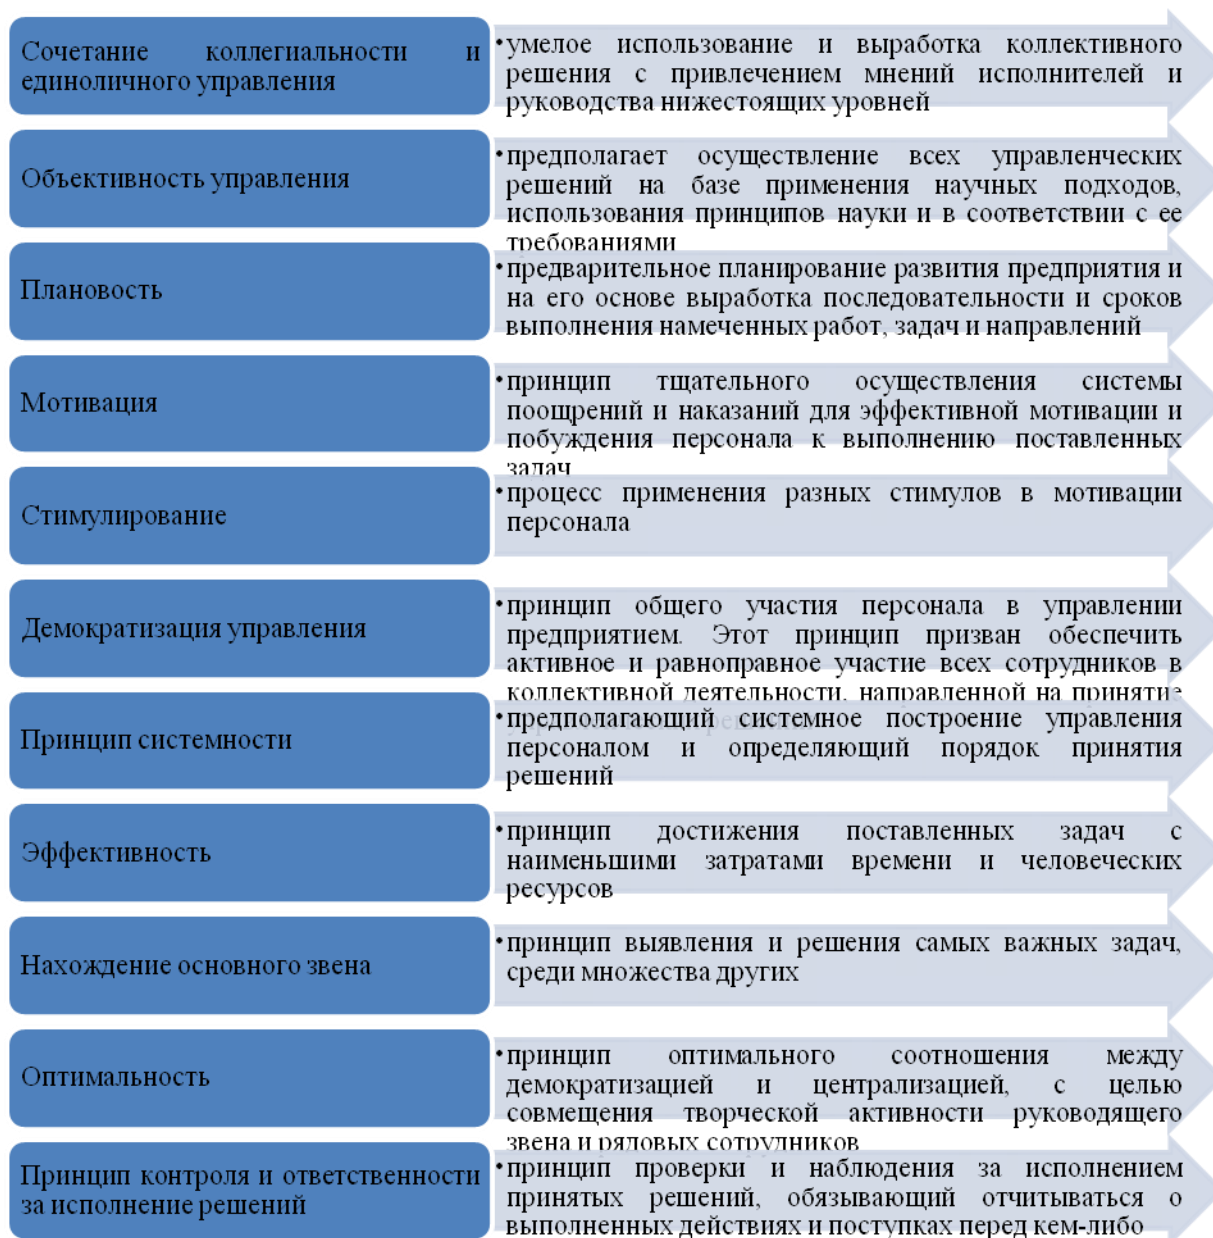 Сочетание коллегиальности и
единоличного управления
•умелое использование и выработка коллективного
решения с привлечением мнений исполнителей и
руководства нижестоящих уровней
Объективность управления
•предполагает осуществление всех управленческих
решений на базе применения научных подходов,
использования принципов науки и в соответствии с ее
требованиями
Плановость
•предварительное планирование развития предприятия и
на его основе выработка последовательности и сроков
выполнения намеченных работ, задач и направлений
Мотивация
•принцип тщательного осуществления системы
поощрений и наказаний для эффективной мотивации и
побуждения персонала к выполнению поставленных
задач
Стимулирование
•процесс применения разных стимулов в мотивации
персонала
Демократизация управления
•принцип общего участия персонала в управлении
предприятием. Этот принцип призван обеспечить
активное и равноправное участие всех сотрудников в
коллективной деятельности, направленной на принятие
Принцип системности
•предполагающий системное построение управления
персоналом и определяющий порядок принятия
решений
Эффективность
•принцип достижения поставленных задач с
наименьшими затратами времени и человеческих
ресурсов
Нахождение основного звена
•принцип выявления и решения самых важных задач,
среди множества других
Оптимальность
•принцип оптимального соотношения между
демократизацией и централизацией, с целью
совмещения творческой активности руководящего
звена и рядовых сотрудников
Принцип контроля и ответственности
за исполнение решений
•принцип проверки и наблюдения за исполнением
принятых решений, обязывающий отчитываться о
выполненных действиях и поступках перед кем-либо